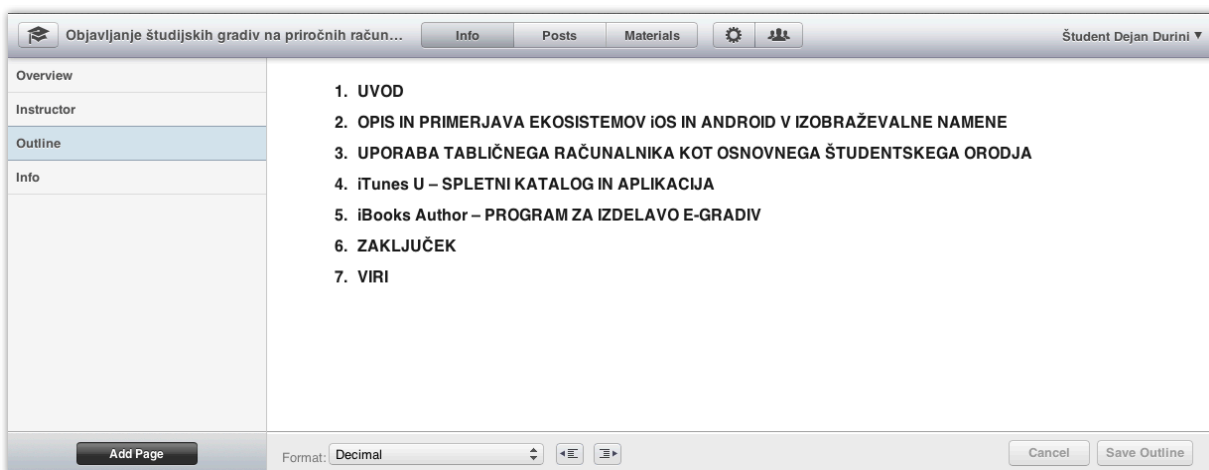 Objavljanje študijskih gradiv na priročnih račun... Info Posts Materials Študent Dejan Durini ▼
Overview
Instructor
Outline
Info
1. UVOD
2. OPIS IN PRIMERJAVA EKOSISTEMOV iOS IN ANDROID V IZOBRAŽEVALNE NAMENE
3. UPORABA TABLIČNEGA RAČUNALNIKA KOT OSNOVNEGA ŠTUDENTSKEGA ORODJA
4. iTunes U – SPLETNI KATALOG IN APLIKACIJA
5. iBooks Author – PROGRAM ZA IZDELAVO E-GRADIV
6. ZAKLJUČEK
7. VIRI
Add Page Format: Decimal Cancel Save Outline